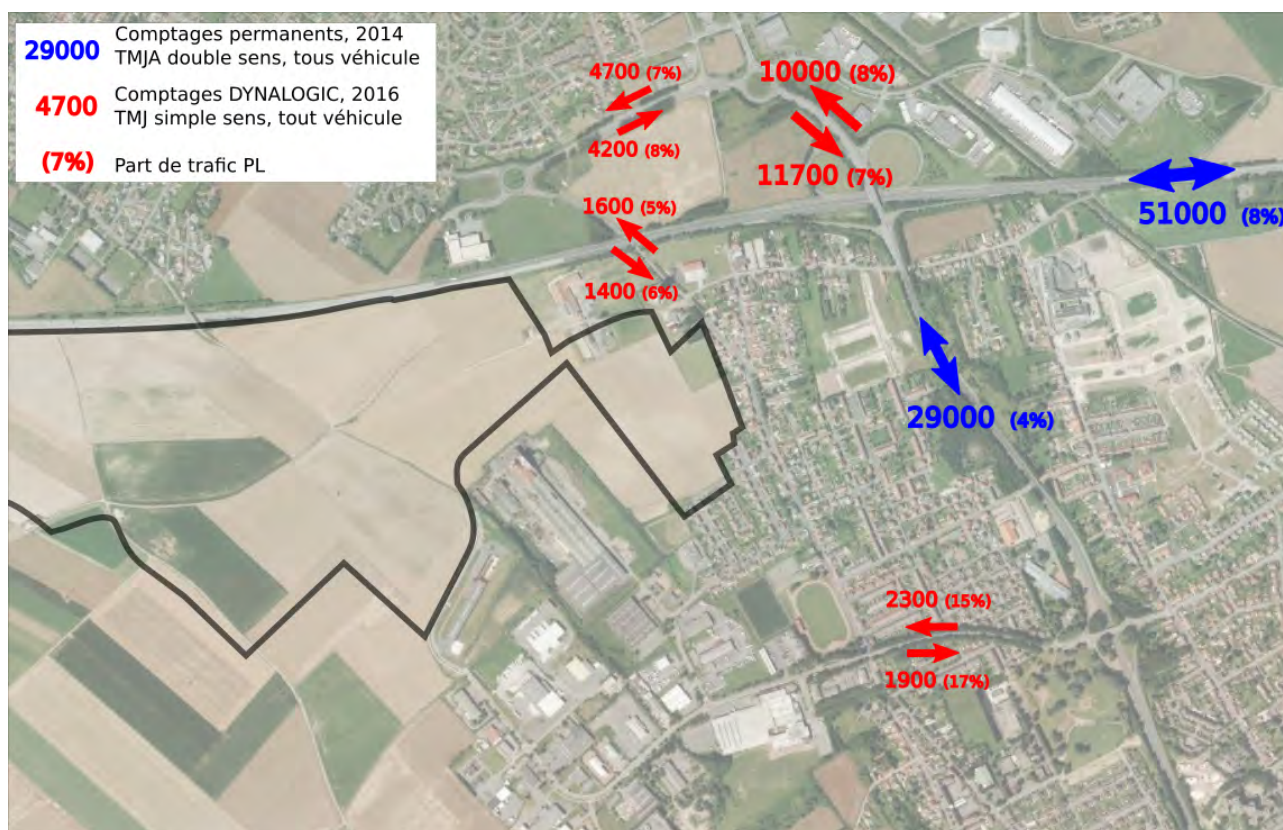 29000 Comptages permanents, 2014
TMJA double sens, tous véhicule
4700 Comptages DYNALOGIC, 2016
TMJ simple sens, tout véhicule
(7%) Part de trafic PL
4700 (7%)
4200 (8%)
10000 (8%)
11700 (7%)
1600 (5%)
1400 (6%)
51000 (8%)
29000 (4%)
2300 (15%)
1900 (17%)